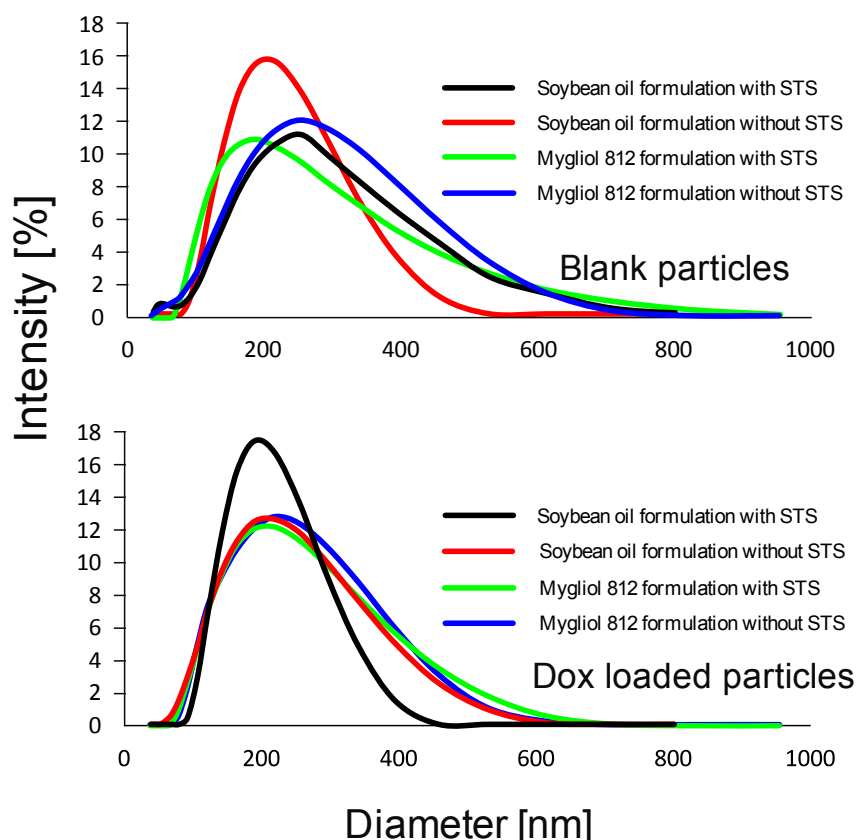 Intensity [%]
18
16
14
12
10
8
6
4
2
0
0 200 400 600 800 1000
Soybean oil formulation with STS
Soybean oil formulation without STS
Mygliol 812 formulation with STS
Mygliol 812 formulation without STS
Blank particles
18
16
14
12
10
8
6
4
2
0
0 200 400 600 800 1000
Soybean oil formulation with STS
Soybean oil formulation without STS
Mygliol 812 formulation with STS
Mygliol 812 formulation without STS
Dox loaded particles
Diameter [nm]